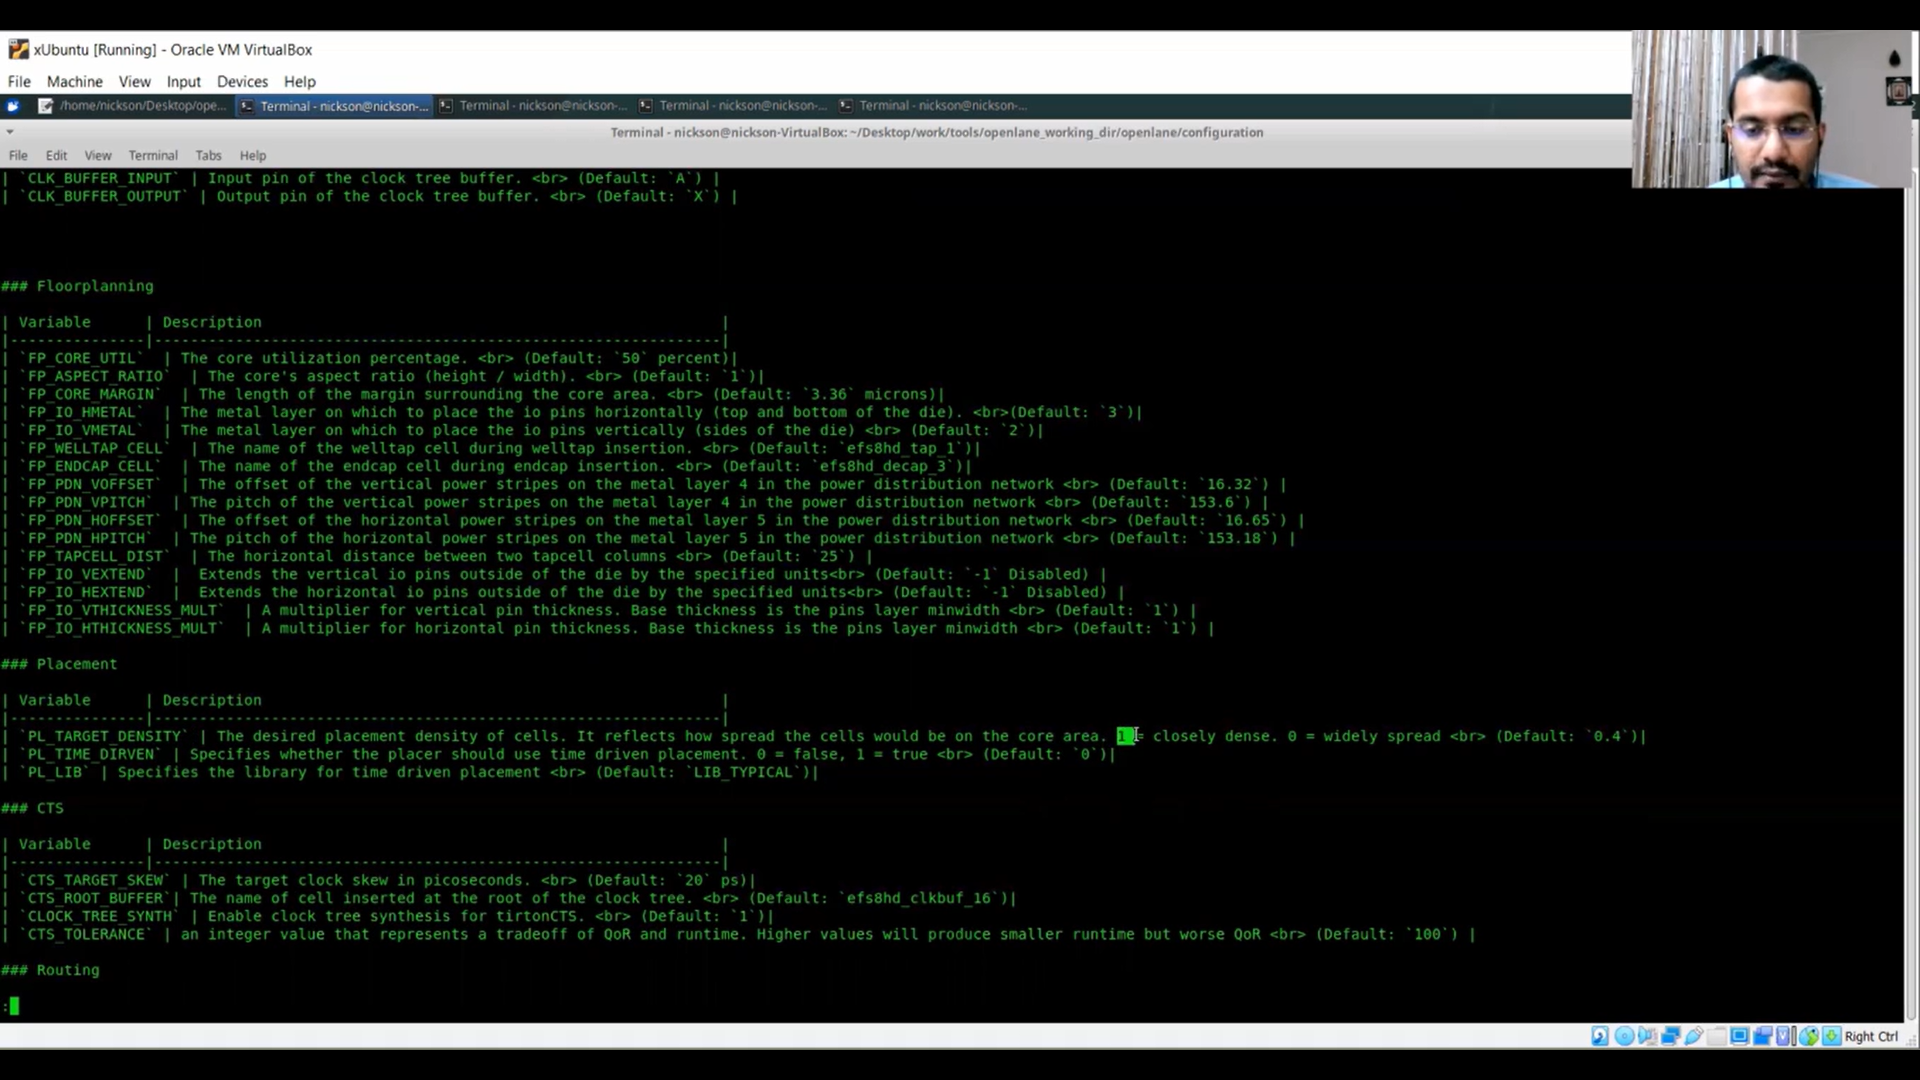 xUbuntu [Running] - Oracle VM VirtualBox
File Machine View Input Devices Help
/home/nickson/Desktop/ope... Terminal - nickson@nickson-... Terminal - nickson@nickson-... Terminal - nickson@nickson-... Terminal - nickson@nickson-...
Terminal - nickson@nickson-VirtualBox: ~/Desktop/work/tools/openlane_working_dir/openlane/configuration
File Edit View Terminal Tabs Help
| `CLK_BUFFER_INPUT` | Input pin of the clock tree buffer. <br> (Default: `A`) |
| `CLK_BUFFER_OUTPUT` | Output pin of the clock tree buffer. <br> (Default: `X`) |
### Floorplanning
| Variable      | Description                                                   |
|---------------|---------------------------------------------------------------|
| `FP_CORE_UTIL`  | The core utilization percentage. <br> (Default: `50` percent)|
| `FP_ASPECT_RATIO`  | The core's aspect ratio (height / width). <br> (Default: `1`)|
| `FP_CORE_MARGIN`  | The length of the margin surrounding the core area. <br> (Default: `3.36` microns)|
| `FP_IO_HMETAL`  | The metal layer on which to place the io pins horizontally (top and bottom of the die). <br>(Default: `3`)|
| `FP_IO_VMETAL`  | The metal layer on which to place the io pins vertically (sides of the die) <br> (Default: `2`)|
| `FP_WELLTAP_CELL`  | The name of the welltap cell during welltap insertion. <br> (Default: `efs8hd_tap_1`)|
| `FP_ENDCAP_CELL`  | The name of the endcap cell during endcap insertion. <br> (Default: `efs8hd_decap_3`)|
| `FP_PDN_VOFFSET`  | The offset of the vertical power stripes on the metal layer 4 in the power distribution network <br> (Default: `16.32`) |
| `FP_PDN_VPITCH`  | The pitch of the vertical power stripes on the metal layer 4 in the power distribution network <br> (Default: `153.6`) |
| `FP_PDN_HOFFSET`  | The offset of the horizontal power stripes on the metal layer 5 in the power distribution network <br> (Default: `16.65`) |
| `FP_PDN_HPITCH`  | The pitch of the horizontal power stripes on the metal layer 5 in the power distribution network <br> (Default: `153.18`) |
| `FP_TAPCELL_DIST`  | The horizontal distance between two tapcell columns <br> (Default: `25`) |
| `FP_IO_VEXTEND`  |  Extends the vertical io pins outside of the die by the specified units<br> (Default: `-1` Disabled) |
| `FP_IO_HEXTEND`  |  Extends the horizontal io pins outside of the die by the specified units<br> (Default: `-1` Disabled) |
| `FP_IO_VTHICKNESS_MULT`  | A multiplier for vertical pin thickness. Base thickness is the pins layer minwidth <br> (Default: `1`) |
| `FP_IO_HTHICKNESS_MULT`  | A multiplier for horizontal pin thickness. Base thickness is the pins layer minwidth <br> (Default: `1`) |
### Placement
| Variable      | Description                                                   |
|---------------|---------------------------------------------------------------|
| `PL_TARGET_DENSITY` | The desired placement density of cells. It reflects how spread the cells would be on the core area. 1 = closely dense. 0 = widely spread <br> (Default: `0.4`)|
| `PL_TIME_DIRVEN` | Specifies whether the placer should use time driven placement. 0 = false, 1 = true <br> (Default: `0`)|
| `PL_LIB` | Specifies the library for time driven placement <br> (Default: `LIB_TYPICAL`)|
### CTS
| Variable      | Description                                                   |
|---------------|---------------------------------------------------------------|
| `CTS_TARGET_SKEW` | The target clock skew in picoseconds. <br> (Default: `20` ps)|
| `CTS_ROOT_BUFFER`| The name of cell inserted at the root of the clock tree. <br> (Default: `efs8hd_clkbuf_16`)|
| `CLOCK_TREE_SYNTH` | Enable clock tree synthesis for tirtonCTS. <br> (Default: `1`)|
| `CTS_TOLERANCE` | an integer value that represents a tradeoff of QoR and runtime. Higher values will produce smaller runtime but worse QoR <br> (Default: `100`) |
### Routing
:
Right Ctrl